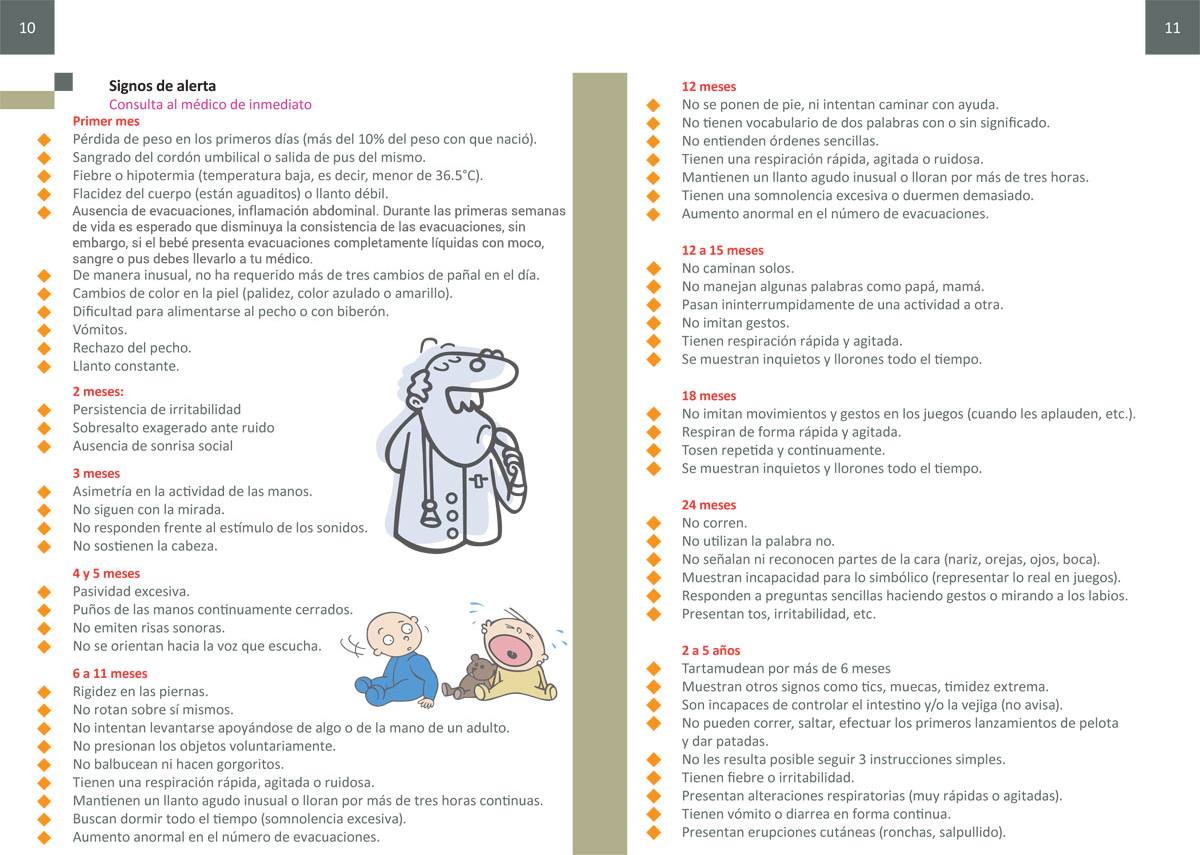 10
Signos de alerta
Consulta al médico de inmediato
Primer mes
Pérdida de peso en los primeros días (más del 10% del peso con que nació).
Sangrado del cordón umbilical o salida de pus del mismo.
Fiebre o hipotermia (temperatura baja, es decir, menor de 36.5°C).
Flacidez del cuerpo (están aguaditos) o llanto débil.
Ausencia de evacuaciones, inflamación abdominal. Durante las primeras semanas
de vida es esperado que disminuya la consistencia de las evacuaciones, sin
embargo, si el bebé presenta evacuaciones completamente líquidas con moco,
sangre o pus debes llevarlo a tu médico.
De manera inusual, no ha requerido más de tres cambios de pañal en el día.
Cambios de color en la piel (palidez, color azulado o amarillo).
Dificultad para alimentarse al pecho o con biberón.
Vómitos.
Rechazo del pecho.
Llanto constante.
2 meses:
Persistencia de irritabilidad
Sobresalto exagerado ante ruido
Ausencia de sonrisa social
3 meses
Asimetría en la actividad de las manos.
No siguen con la mirada.
No responden frente al estímulo de los sonidos.
No sostienen la cabeza.
4 y 5 meses
Pasividad excesiva.
Puños de las manos continuamente cerrados.
No emiten risas sonoras.
No se orientan hacia la voz que escucha.
6 a 11 meses
Rigidez en las piernas.
No rotan sobre sí mismos.
No intentan levantarse apoyándose de algo o de la mano de un adulto.
No presionan los objetos voluntariamente.
No balbucean ni hacen gorgoritos.
Tienen una respiración rápida, agitada o ruidosa.
Mantienen un llanto agudo inusual o lloran por más de tres horas continuas.
Buscan dormir todo el tiempo (somnolencia excesiva).
Aumento anormal en el número de evacuaciones.
11
12 meses
No se ponen de pie, ni intentan caminar con ayuda.
No tienen vocabulario de dos palabras con o sin significado.
No entienden órdenes sencillas.
Tienen una respiración rápida, agitada o ruidosa.
Mantienen un llanto agudo inusual o lloran por más de tres horas.
Tienen una somnolencia excesiva o duermen demasiado.
Aumento anormal en el número de evacuaciones.
12 a 15 meses
No caminan solos.
No manejan algunas palabras como papá, mamá.
Pasan ininterrumpidamente de una actividad a otra.
No imitan gestos.
Tienen respiración rápida y agitada.
Se muestran inquietos y llorones todo el tiempo.
18 meses
No imitan movimientos y gestos en los juegos (cuando les aplauden, etc.).
Respiran de forma rápida y agitada.
Tosen repetida y continuamente.
Se muestran inquietos y llorones todo el tiempo.
24 meses
No corren.
No utilizan la palabra no.
No señalan ni reconocen partes de la cara (nariz, orejas, ojos, boca).
Muestran incapacidad para lo simbólico (representar lo real en juegos).
Responden a preguntas sencillas haciendo gestos o mirando a los labios.
Presentan tos, irritabilidad, etc.
2 a 5 años
Tartamudean por más de 6 meses
Muestran otros signos como tics, muecas, timidez extrema.
Son incapaces de controlar el intestino y/o la vejiga (no avisa).
No pueden correr, saltar, efectuar los primeros lanzamientos de pelota
y dar patadas.
No les resulta posible seguir 3 instrucciones simples.
Tienen fiebre o irritabilidad.
Presentan alteraciones respiratorias (muy rápidas o agitadas).
Tienen vómito o diarrea en forma continua.
Presentan erupciones cutáneas (ronchas, salpullido).